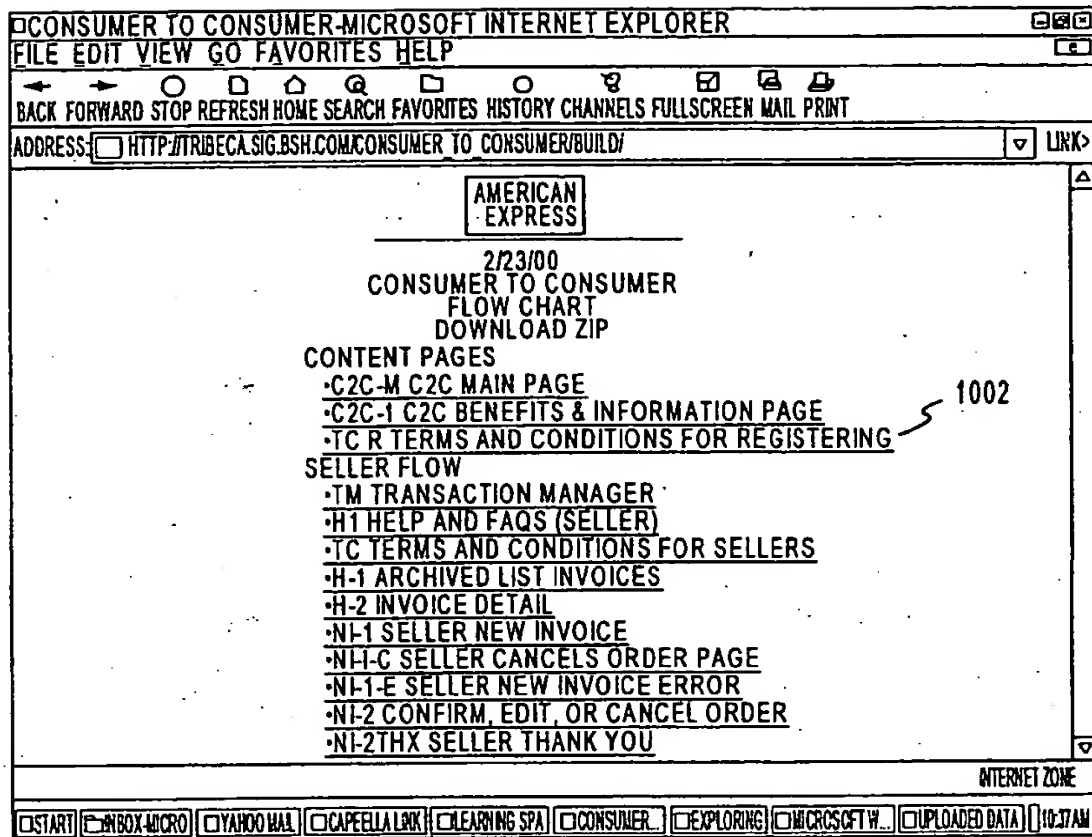 CONSUMER TO CONSUMER-MICROSOFT INTERNET EXPLORER
FILE EDIT VIEW GO FAVORITES HELP
BACK FORWARD STOP REFRESH HOME SEARCH FAVORITES HISTORY CHANNELS FULLSCREEN MAIL PRINT
ADDRESS: HTTP://TRIBECA.SIG.BSH.COM/CONSUMER TO CONSUMER/BUILD/ LINK>
AMERICAN
EXPRESS
2/23/00
CONSUMER TO CONSUMER
FLOW CHART
DOWNLOAD ZIP
CONTENT PAGES
·C2C-M C2C MAIN PAGE
·C2C-1 C2C BENEFITS & INFORMATION PAGE
·TC R TERMS AND CONDITIONS FOR REGISTERING
1002
SELLER FLOW
·TM TRANSACTION MANAGER
·H1 HELP AND FAQS (SELLER)
·TC TERMS AND CONDITIONS FOR SELLERS
·H-1 ARCHIVED LIST INVOICES
·H-2 INVOICE DETAIL
·NI-1 SELLER NEW INVOICE
·NI-I-C SELLER CANCELS ORDER PAGE
·NI-1-E SELLER NEW INVOICE ERROR
·NI-2 CONFIRM, EDIT, OR CANCEL ORDER
·NI-2THX SELLER THANK YOU
INTERNET ZONE
START INBOX-MICRO YAHOO MAIL CAPEELLA LINK LEARNING SPA CONSUMER... EXPLORING MICROSCFT W... UPLOADED DATA 10:37AM